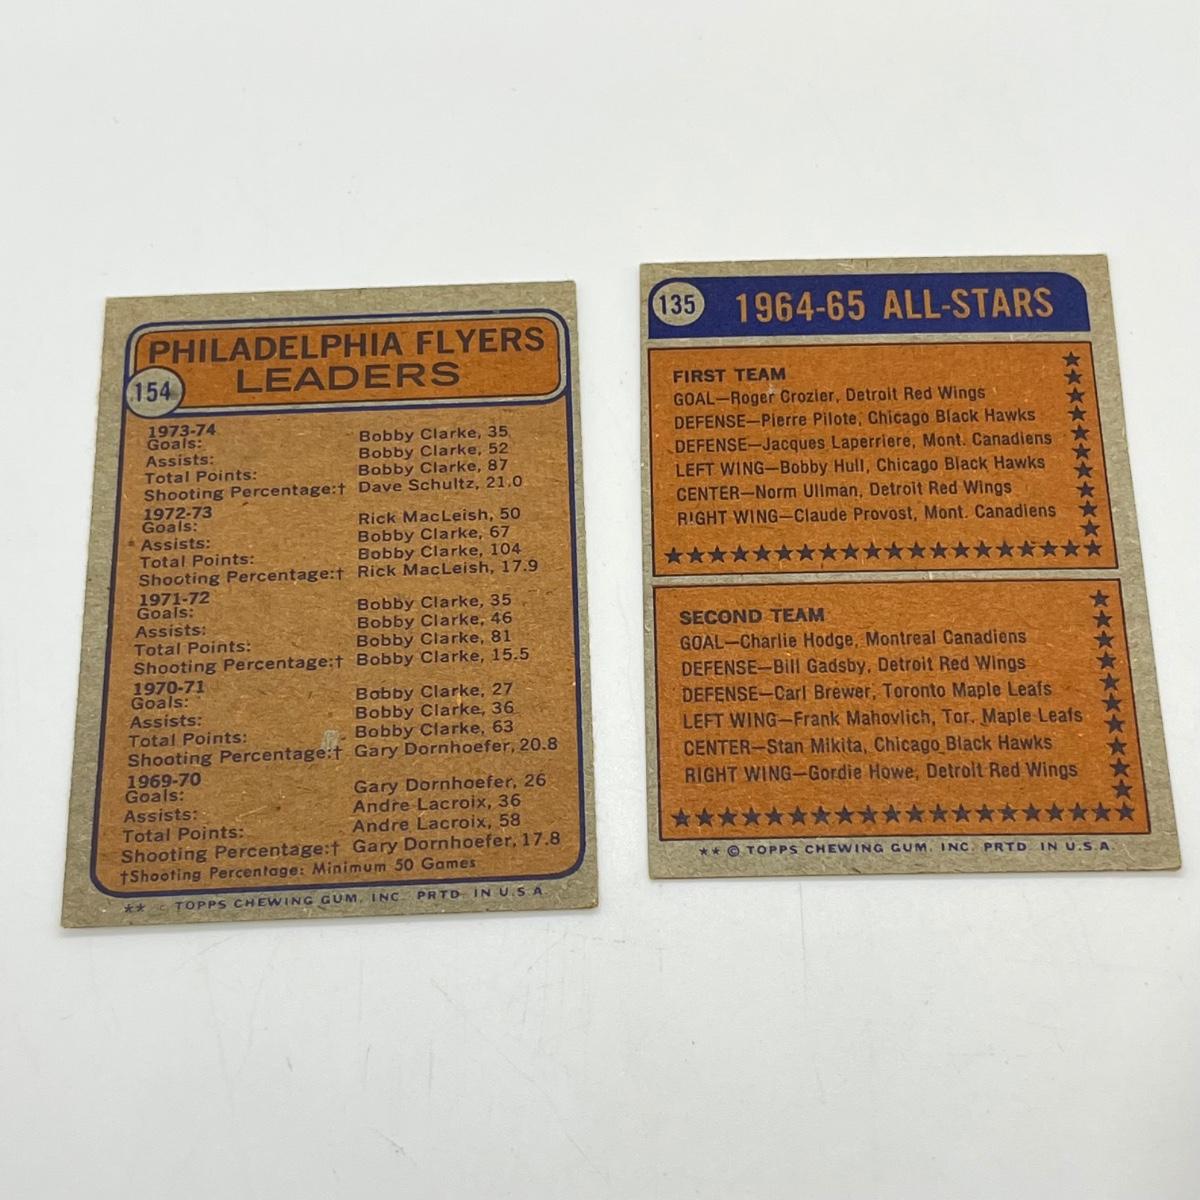 PHILADELPHIA FLYERS
LEADERS
154
1973-74
Goals: Bobby Clarke, 35
Assists: Bobby Clarke, 52
Total Points: Bobby Clarke, 87
Shooting Percentage:† Dave Schultz, 21.0
1972-73
Goals: Rick MacLeish, 50
Assists: Bobby Clarke, 67
Total Points: Bobby Clarke, 104
Shooting Percentage:† Rick MacLeish, 17.9
1971-72
Goals: Bobby Clarke, 35
Assists: Bobby Clarke, 46
Total Points: Bobby Clarke, 81
Shooting Percentage:† Bobby Clarke, 15.5
1970-71
Goals: Bobby Clarke, 27
Assists: Bobby Clarke, 36
Total Points: Bobby Clarke, 63
Shooting Percentage:† Gary Dornhoefer, 20.8
1969-70
Goals: Gary Dornhoefer, 26
Assists: Andre Lacroix, 36
Total Points: Andre Lacroix, 58
Shooting Percentage:† Gary Dornhoefer, 17.8
†Shooting Percentage: Minimum 50 Games
** © TOPPS CHEWING GUM, INC. PRTD. IN U.S.A.
135 1964-65 ALL-STARS
FIRST TEAM
GOAL—Roger Crozier, Detroit Red Wings
DEFENSE—Pierre Pilote, Chicago Black Hawks
DEFENSE—Jacques Laperriere, Mont. Canadiens
LEFT WING—Bobby Hull, Chicago Black Hawks
CENTER—Norm Ullman, Detroit Red Wings
RIGHT WING—Claude Provost, Mont. Canadiens
SECOND TEAM
GOAL—Charlie Hodge, Montreal Canadiens
DEFENSE—Bill Gadsby, Detroit Red Wings
DEFENSE—Carl Brewer, Toronto Maple Leafs
LEFT WING—Frank Mahovlich, Tor. Maple Leafs
CENTER—Stan Mikita, Chicago Black Hawks
RIGHT WING—Gordie Howe, Detroit Red Wings
** © TOPPS CHEWING GUM, INC. PRTD. IN U.S.A.